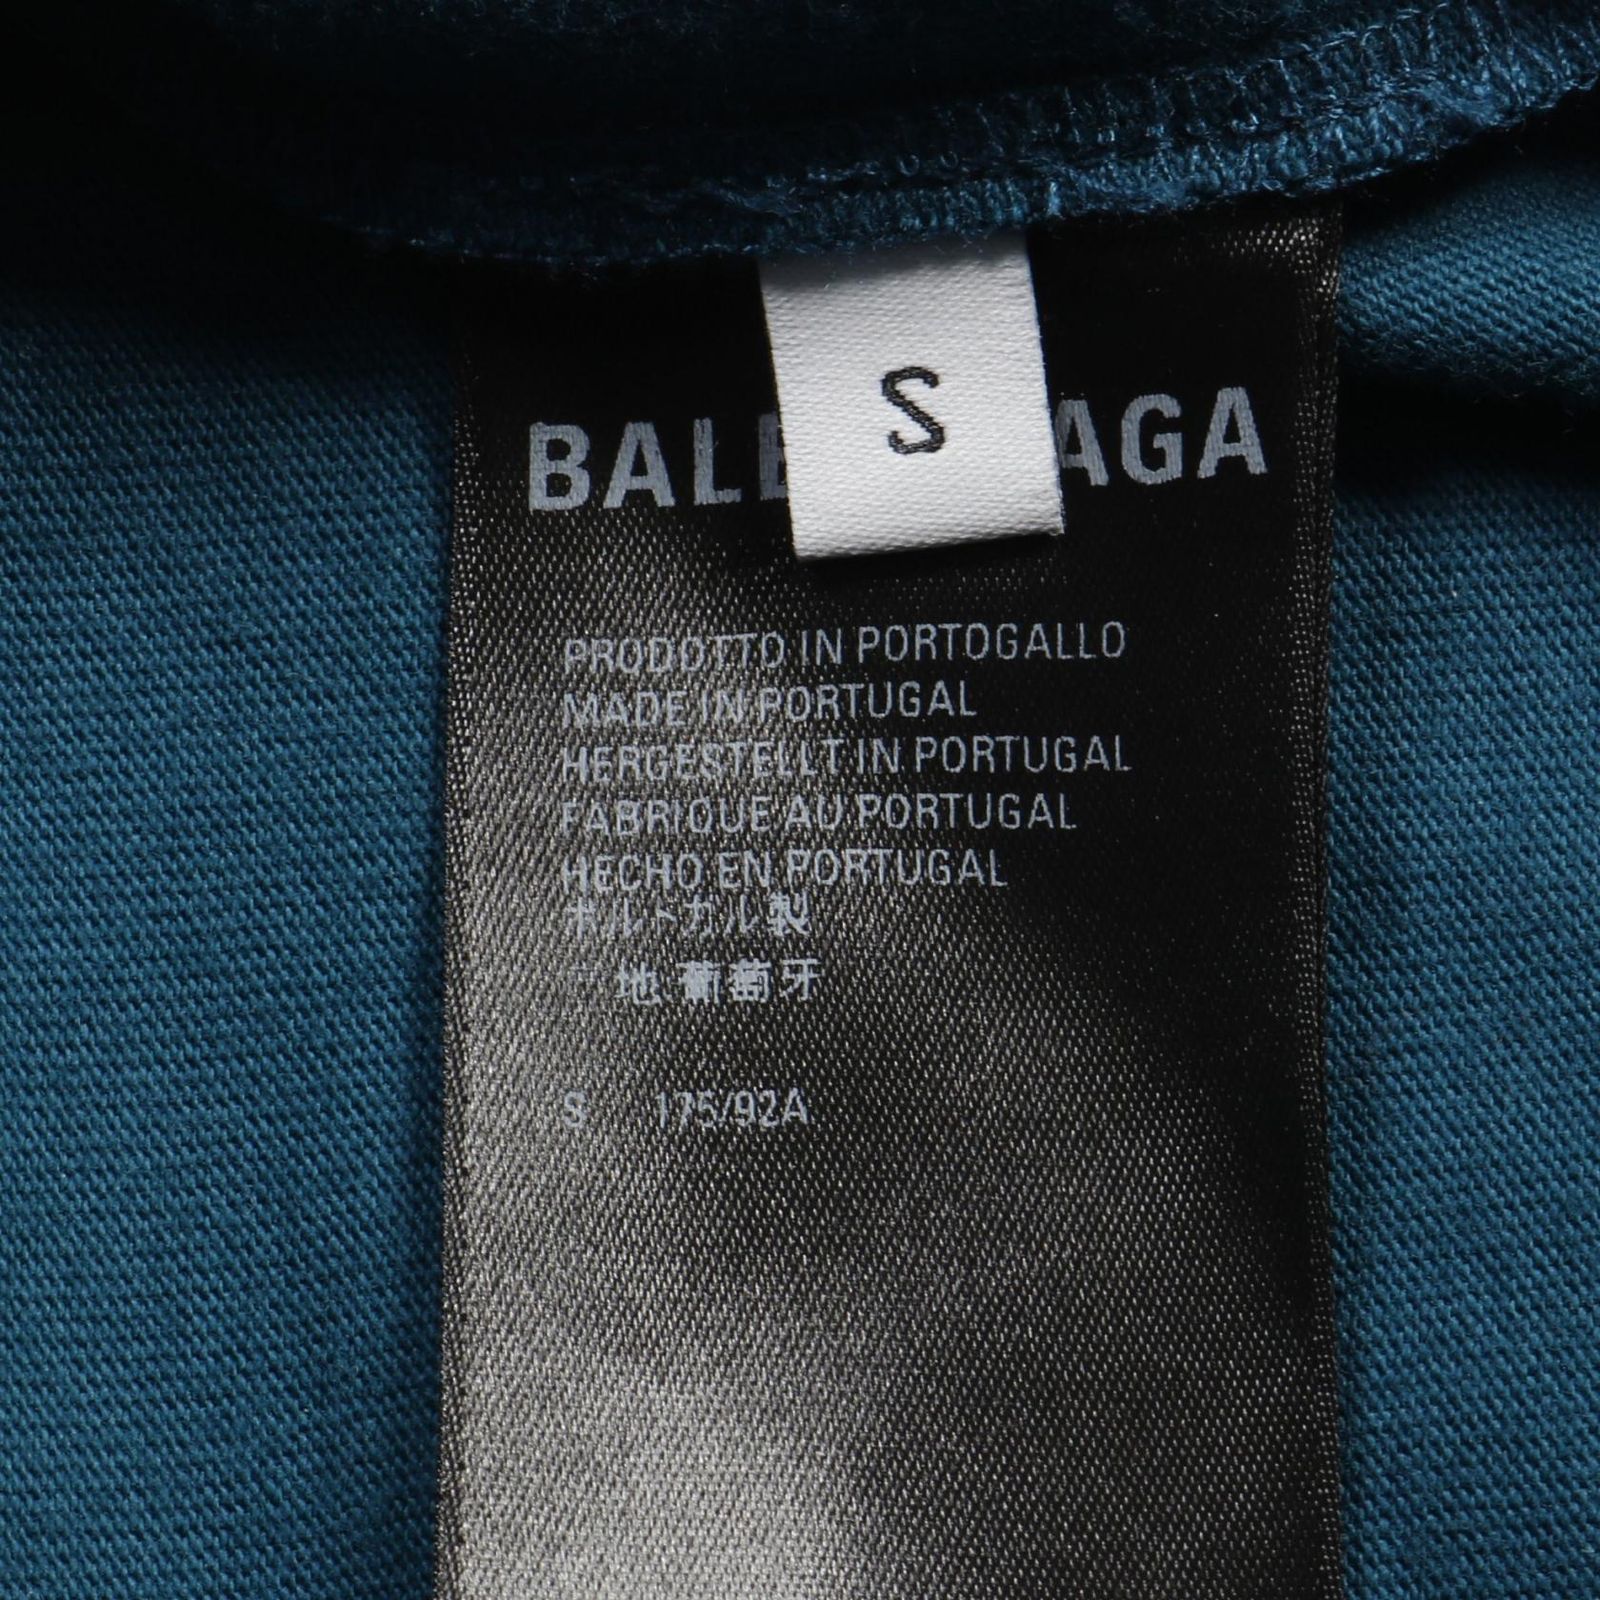 S
BALE AGA
PRODOTTO IN PORTOGALLO
MADE IN PORTUGAL
HERGESTELLT IN PORTUGAL
FABRIQUE AU PORTUGAL
HECHO EN PORTUGAL
ポルトガル製
地 葡萄牙
S 175/92A